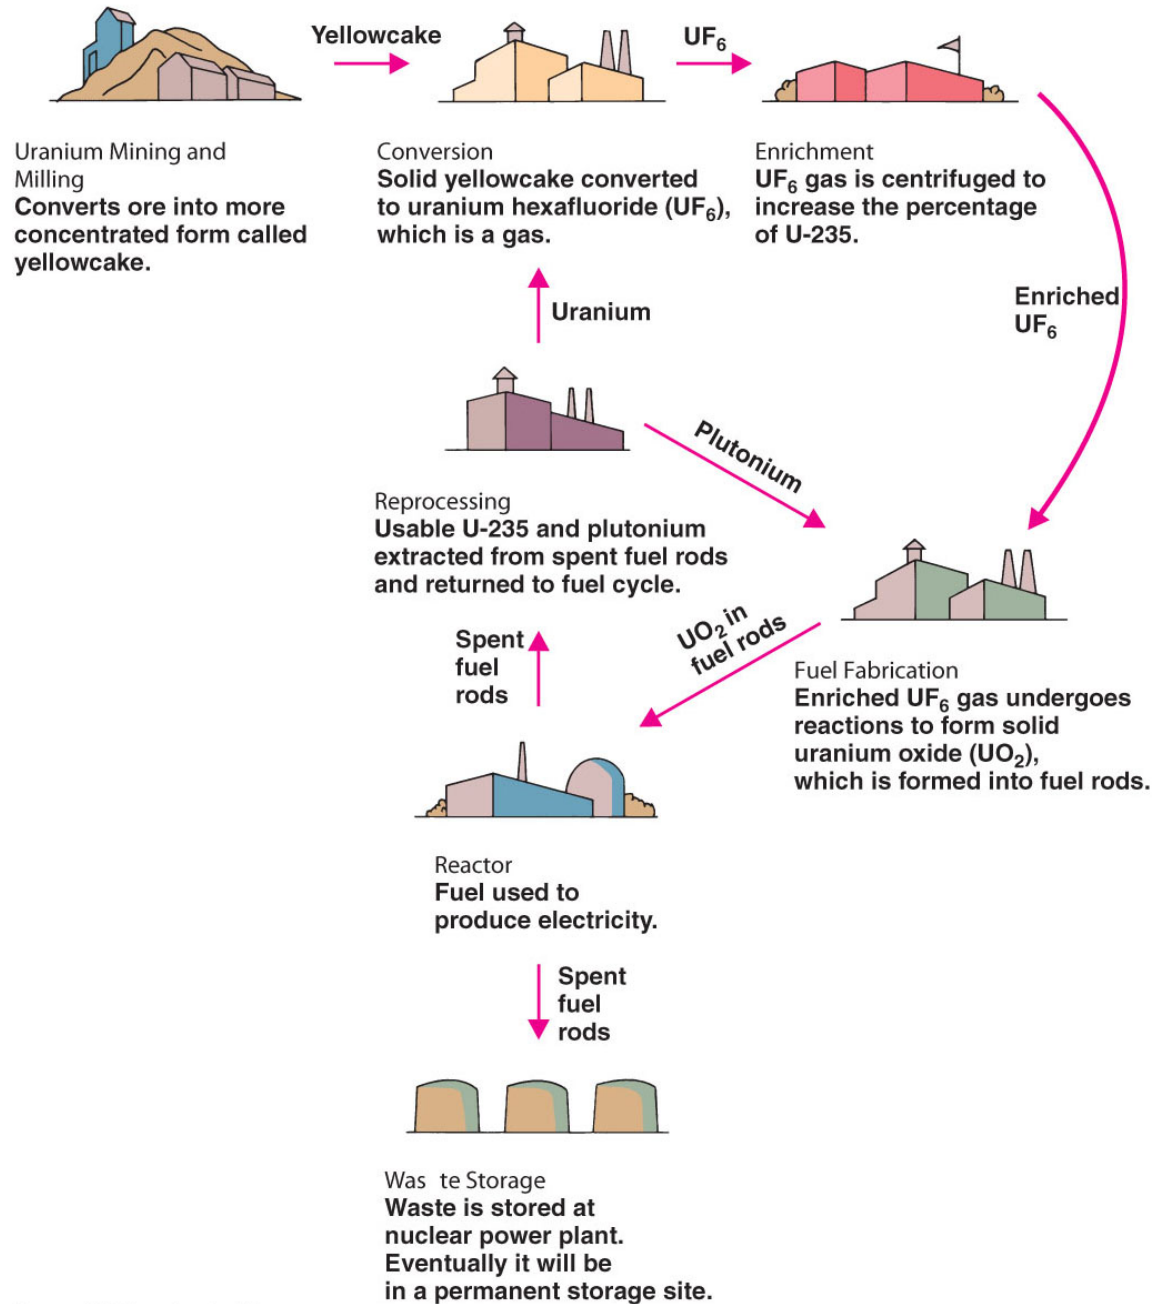 Yellowcake
UF₆
Uranium Mining and
Milling
Converts ore into more
concentrated form called
yellowcake.
Conversion
Solid yellowcake converted
to uranium hexafluoride (UF₆),
which is a gas.
Enrichment
UF₆ gas is centrifuged to
increase the percentage
of U-235.
Enriched
UF₆
Uranium
Plutonium
Reprocessing
Usable U-235 and plutonium
extracted from spent fuel rods
and returned to fuel cycle.
UO₂ in
fuel rods
Spent
fuel
rods
Fuel Fabrication
Enriched UF₆ gas undergoes
reactions to form solid
uranium oxide (UO₂),
which is formed into fuel rods.
Reactor
Fuel used to
produce electricity.
Spent
fuel
rods
Was te Storage
Waste is stored at
nuclear power plant.
Eventually it will be
in a permanent storage site.